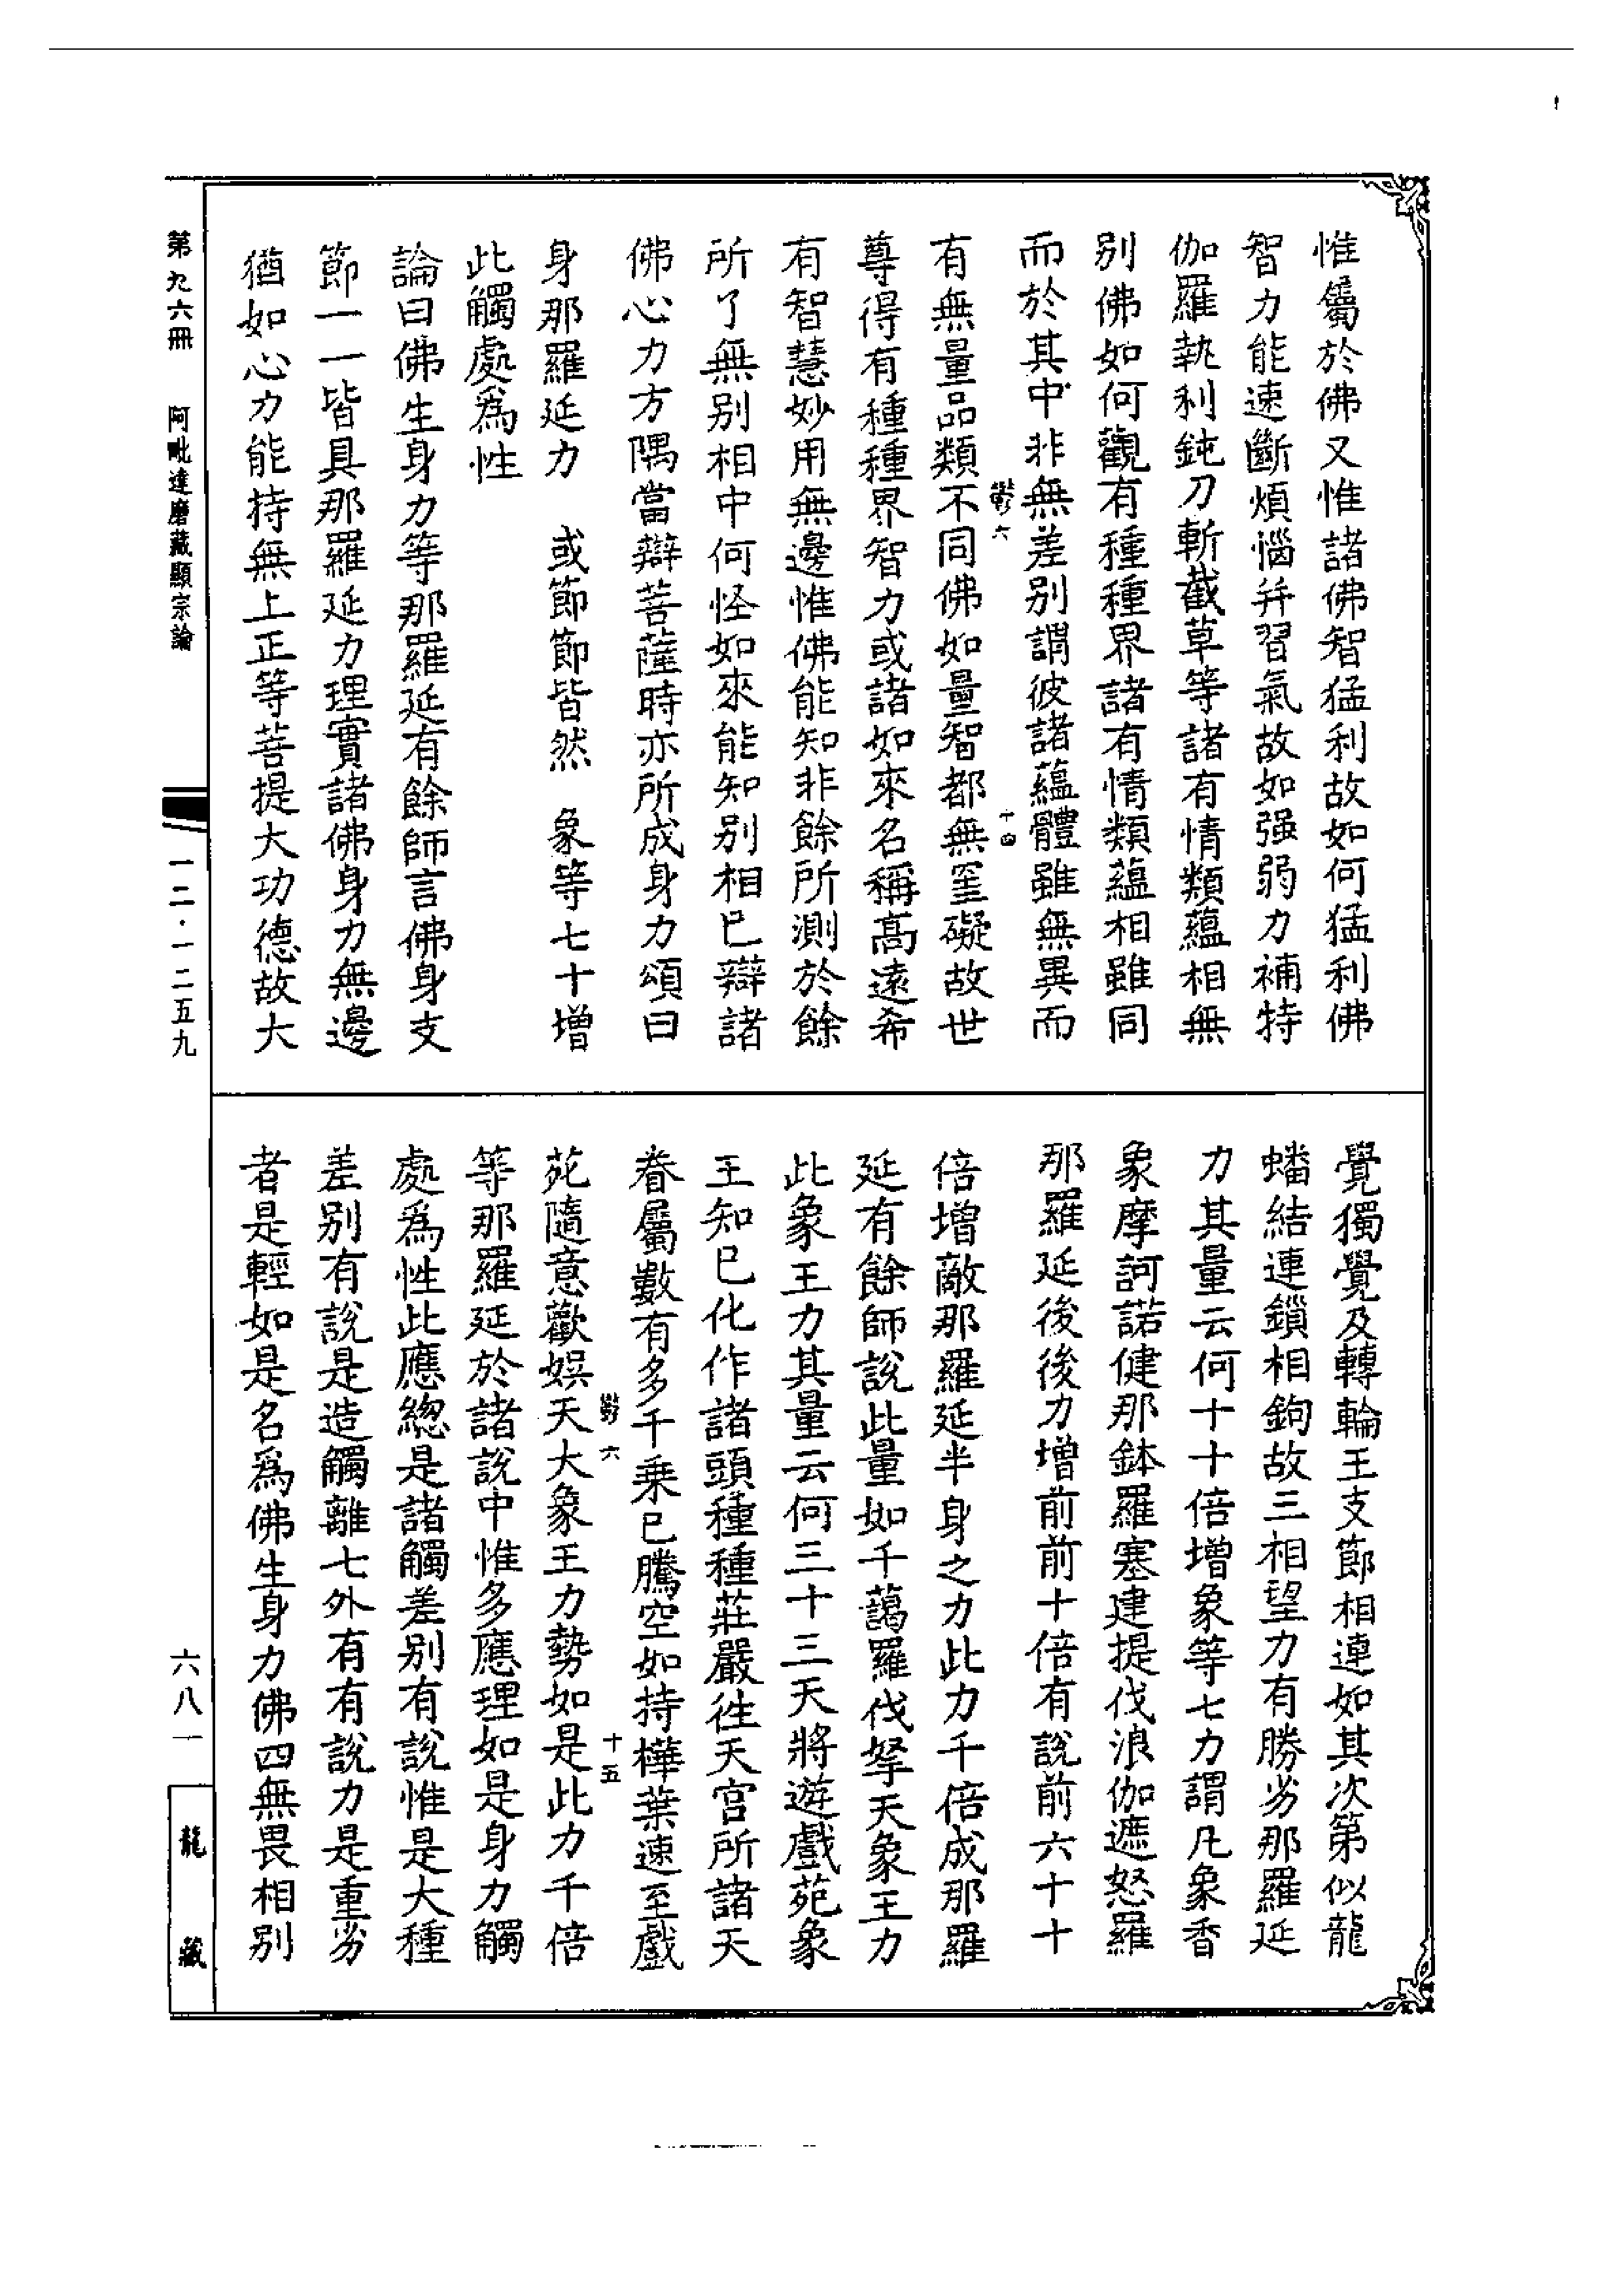 惟屬於佛又惟諸佛智猛利故如何猛利佛
智力能速斷煩惱并習氣故如强弱力補特
伽羅執利鈍刀斬截草等諸有情類蘊相無
別佛如何觀有種種界諸有情類蘊相雖同
而於其中非無差別謂彼諸蘊體雖無異而
鬱六 十四
有無量品類不同佛如量智都無罣礙故世
尊得有種種界智力或諸如來名稱高遠希
有智慧妙用無邊惟佛能知非餘所測於餘
所了無別相中何怪如來能知別相已辯諸
佛心力方隅當辯菩薩時亦所成身力頌曰
身那羅延力 或節節皆然 象等七十增
此觸處爲性
論曰佛生身力等那羅延有餘師言佛身支
節一一皆具那羅延力理實諸佛身力無邊
猶如心力能持無上正等菩提大功德故大
覺獨覺及轉輪王支節相連如其次第似龍
蟠結連鎖相鉤故三相望力有勝劣那羅延
力其量云何十十倍增象等七力謂凡象香
象摩訶諾健那鉢羅塞建提伐浪伽遮怒羅
那羅延後後力增前前十倍有說前六十十
倍增敵那羅延半身之力此力千倍成那羅
延有餘師說此量如千藹羅伐拏天象王力
此象王力其量云何三十三天將遊戲苑象
王知已化作諸頭種種莊嚴往天宮所諸天
眷屬數有多千乘已騰空如持樺葉速至戲
鬱六 十五
苑隨意歡娛天大象王力勢如是此力千倍
等那羅延於諸說中惟多應理如是身力觸
處爲性此應總是諸觸差別有說惟是大種
差別有說是造觸離七外有有說力是重劣
者是輕如是名爲佛生身力佛四無畏相別
第九六冊 阿毗達磨藏顯宗論
一二·一二五九
六八一
龍藏